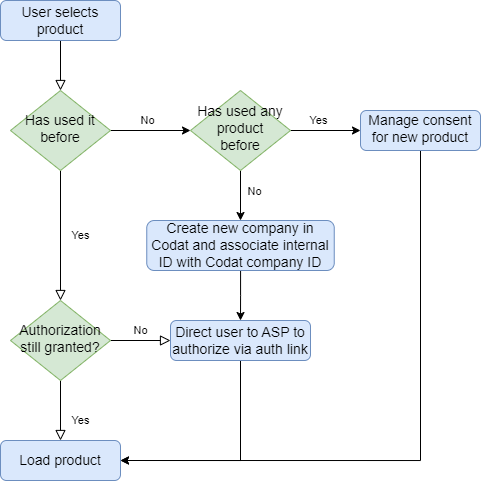 User selects
product
Has used it
before
No
Has used any
product
before
Yes
Manage consent
for new product
No
Create new company in
Codat and associate internal
ID with Codat company ID
Yes
Authorization
still granted?
No
Direct user to ASP to
authorize via auth link
Yes
Load product